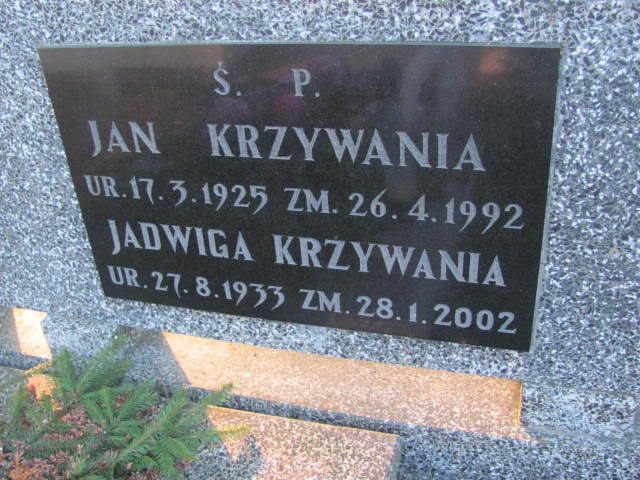 Ś. P.
JAN KRZYWANIA
UR. 17.3.1925 ZM. 26.4.1992
JADWIGA KRZYWANIA
UR. 27.8.1933 ZM. 28.1.2002